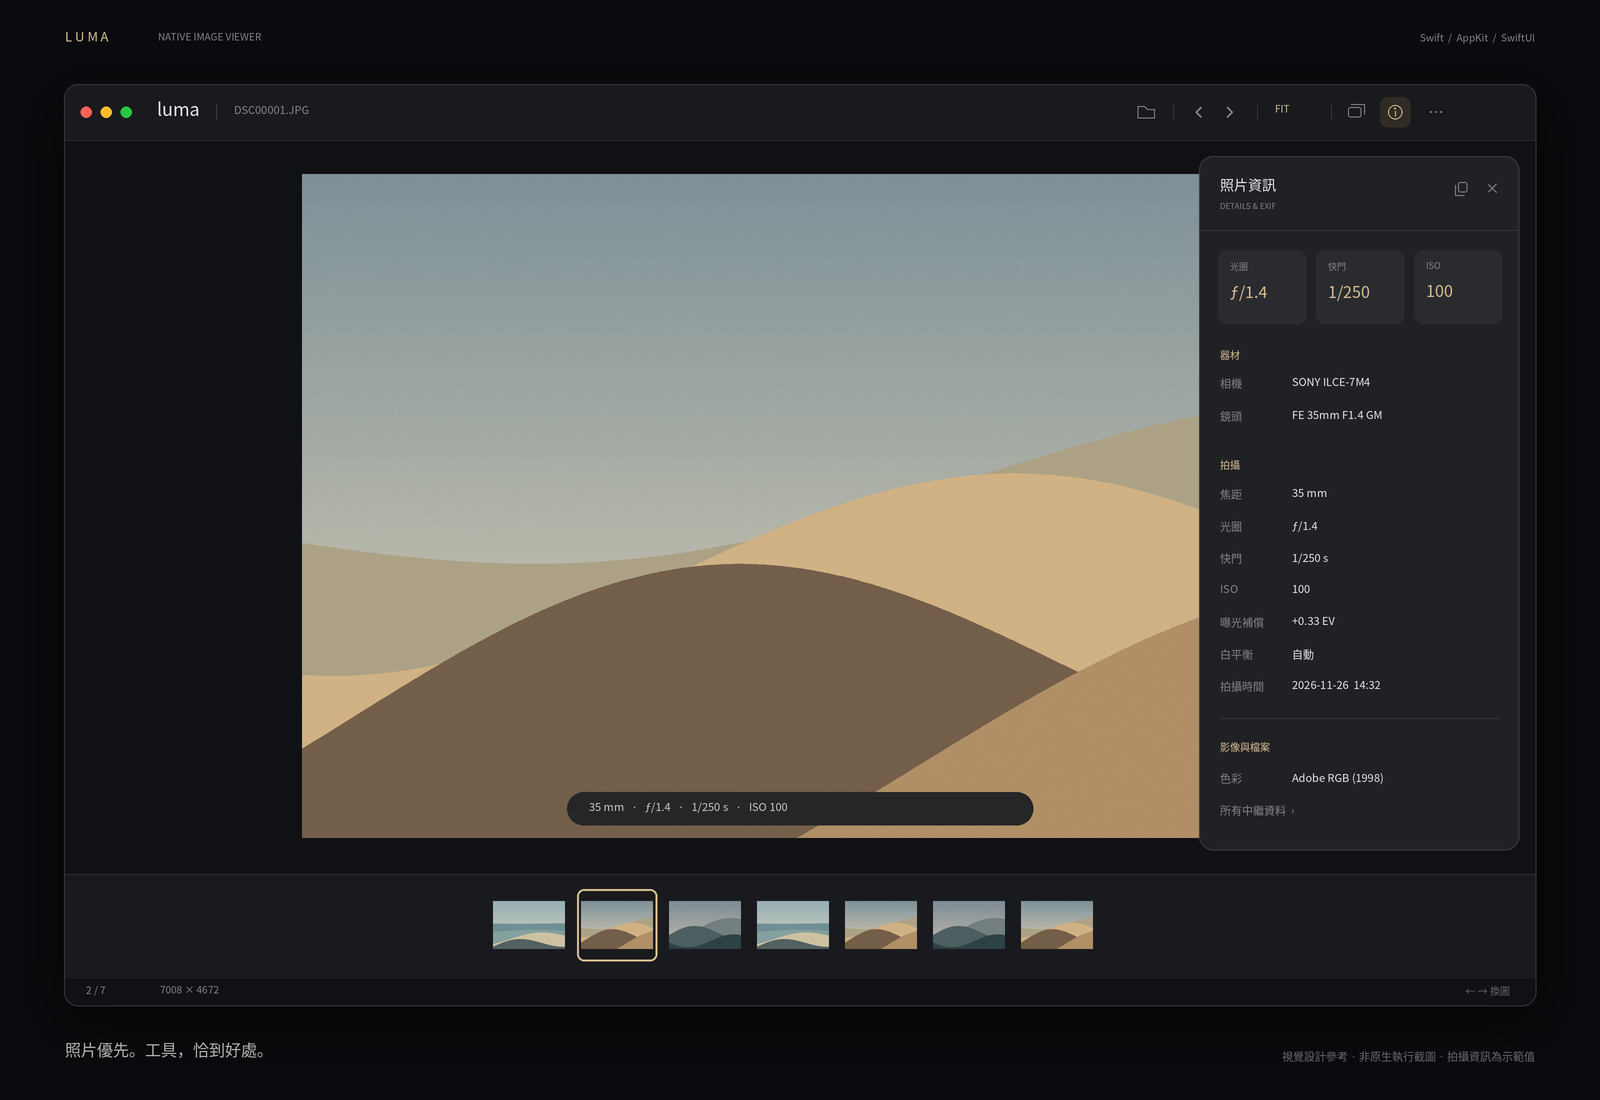 LUMA
NATIVE IMAGE VIEWER
Swift / AppKit / SwiftUI
luma
DSC00001.JPG
FIT
照片資訊
DETAILS & EXIF
光圈
快門
ISO
ƒ/1.4
1/250
100
器材
相機 SONY ILCE-7M4
鏡頭 FE 35mm F1.4 GM
拍攝
焦距 35 mm
光圈 ƒ/1.4
快門 1/250 s
ISO 100
曝光補償 +0.33 EV
白平衡 自動
拍攝時間 2026-11-26 14:32
影像與檔案
色彩 Adobe RGB (1998)
所有中繼資料 ›
35 mm · ƒ/1.4 · 1/250 s · ISO 100
2 / 7
7008 × 4672
←→ 換圖
照片優先。工具，恰到好處。
視覺設計參考 · 非原生執行截圖 · 拍攝資訊為示範值